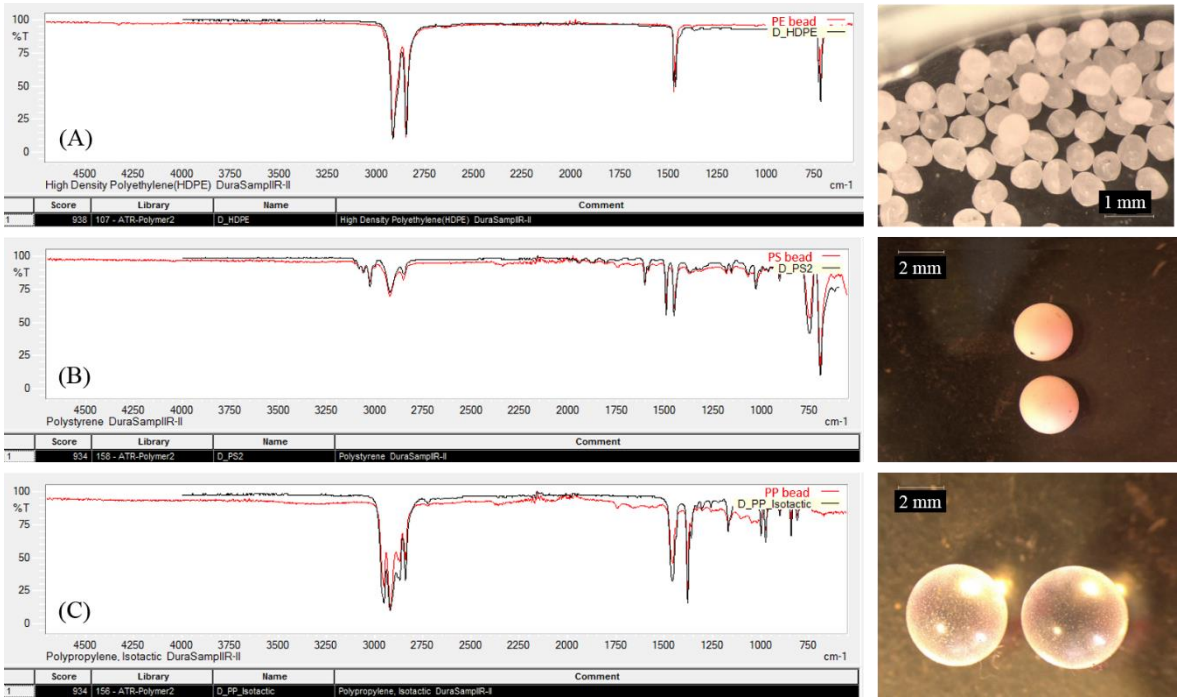 100
%T
75
50
25
0
(A)
PE bead
D_HDPE
4500 4000 3750 3500 3250 3000 2750 2500 2250 2000 1750 1500 1250 1000 750
High Density Polyethylene(HDPE) DuraSamplIR-II
cm-1
Score Library Name Comment
1 938 107 - ATR-Polymer2 D_HDPE High Density Polyethylene(HDPE) DuraSamplIR-II
1 mm
100
%T
75
50
25
0
(B)
PS bead
D_PS2
4500 4000 3750 3500 3250 3000 2750 2500 2250 2000 1750 1500 1250 1000 750
Polystyrene DuraSamplIR-II
cm-1
Score Library Name Comment
1 934 158 - ATR-Polymer2 D_PS2 Polystyrene DuraSamplIR-II
2 mm
100
%T
75
50
25
0
(C)
PP bead
D_PP_Isotactic
4500 4000 3750 3500 3250 3000 2750 2500 2250 2000 1750 1500 1250 1000 750
Polypropylene, Isotactic DuraSamplIR-II
cm-1
Score Library Name Comment
1 934 156 - ATR-Polymer2 D_PP_Isotactic Polypropylene, Isotactic DuraSamplIR-II
2 mm